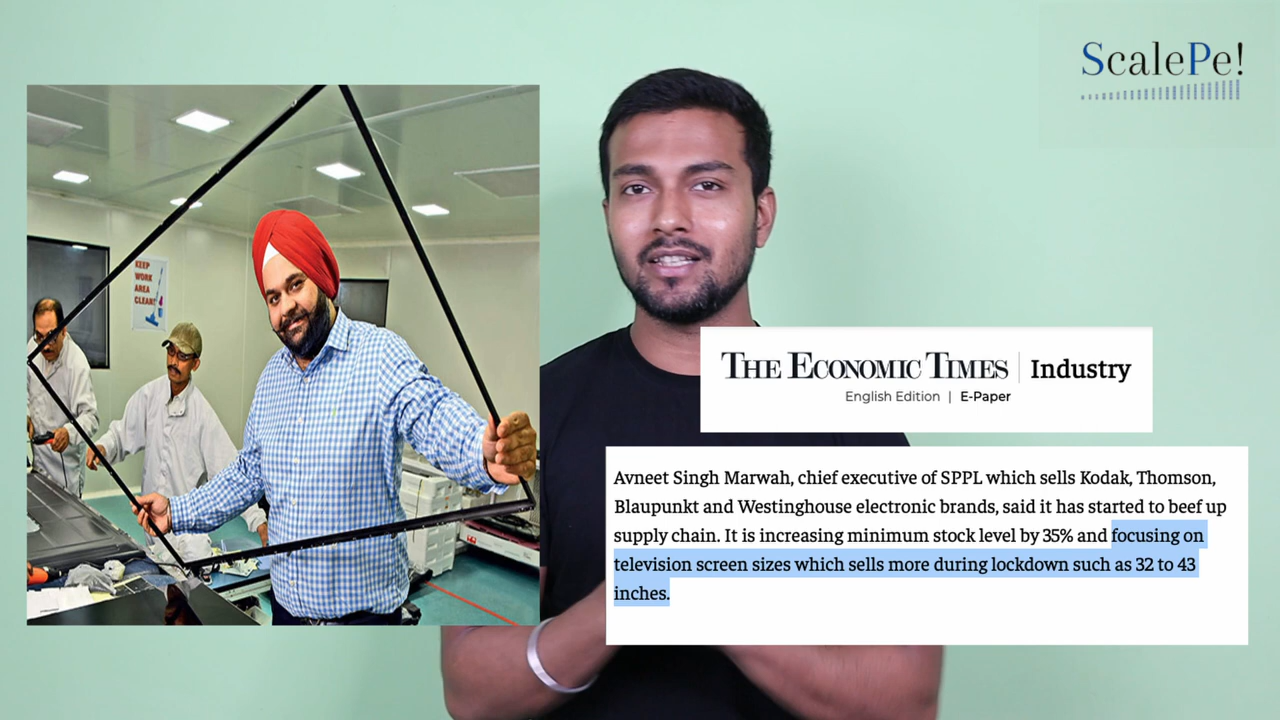 ScalePe!
KEEP
WORK
AREA
CLEAN!
THE ECONOMIC TIMES | Industry
English Edition | E-Paper
Avneet Singh Marwah, chief executive of SPPL which sells Kodak, Thomson,
Blaupunkt and Westinghouse electronic brands, said it has started to beef up
supply chain. It is increasing minimum stock level by 35% and focusing on
television screen sizes which sells more during lockdown such as 32 to 43
inches.